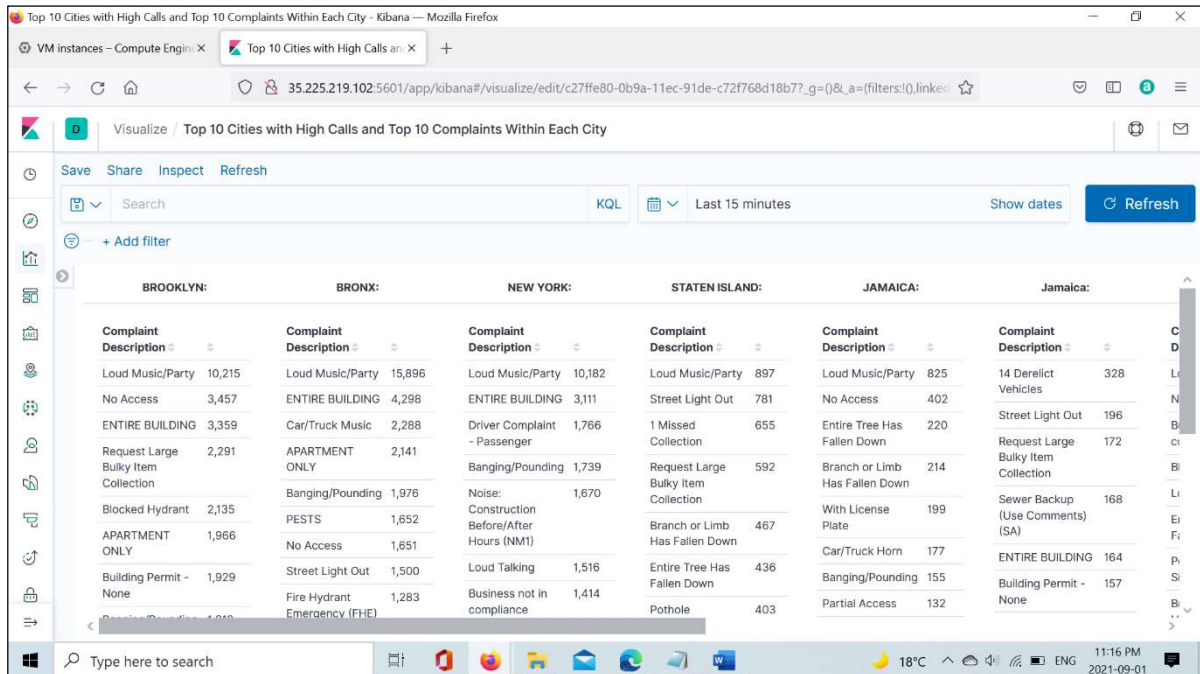 Top 10 Cities with High Calls and Top 10 Complaints Within Each City - Kibana — Mozilla Firefox
VM instances – Compute Engin
Top 10 Cities with High Calls an
35.225.219.102:5601/app/kibana#/visualize/edit/c27ffe80-0b9a-11ec-91de-c72f768d18b7?_g=()&_a=(filters:!(),linked
D
Visualize / Top 10 Cities with High Calls and Top 10 Complaints Within Each City
Save Share Inspect Refresh
Search
KQL
Last 15 minutes
Show dates
Refresh
+ Add filter
BROOKLYN:
Complaint
Description
Loud Music/Party 10,215
No Access 3,457
ENTIRE BUILDING 3,359
Request Large 2,291
Bulky Item
Collection
Blocked Hydrant 2,135
APARTMENT 1,966
ONLY
Building Permit - 1,929
None
BRONX:
Complaint
Description
Loud Music/Party 15,896
ENTIRE BUILDING 4,298
Car/Truck Music 2,288
APARTMENT 2,141
ONLY
Banging/Pounding 1,976
PESTS 1,652
No Access 1,651
Street Light Out 1,500
Fire Hydrant 1,283
Emergency (FHE)
NEW YORK:
Complaint
Description
Loud Music/Party 10,182
ENTIRE BUILDING 3,111
Driver Complaint 1,766
- Passenger
Banging/Pounding 1,739
Noise: 1,670
Construction
Before/After
Hours (NM1)
Loud Talking 1,516
Business not in 1,414
compliance
STATEN ISLAND:
Complaint
Description
Loud Music/Party 897
Street Light Out 781
1 Missed 655
Collection
Request Large 592
Bulky Item
Collection
Branch or Limb 467
Has Fallen Down
Entire Tree Has 436
Fallen Down
Pothole 403
JAMAICA:
Complaint
Description
Loud Music/Party 825
No Access 402
Entire Tree Has 220
Fallen Down
Branch or Limb 214
Has Fallen Down
With License 199
Plate
Car/Truck Horn 177
Banging/Pounding 155
Partial Access 132
Jamaica:
Complaint
Description
14 Derelict 328
Vehicles
Street Light Out 196
Request Large 172
Bulky Item
Collection
Sewer Backup 168
(Use Comments)
(SA)
ENTIRE BUILDING 164
Building Permit - 157
None
Type here to search
18°C
ENG
11:16 PM
2021-09-01